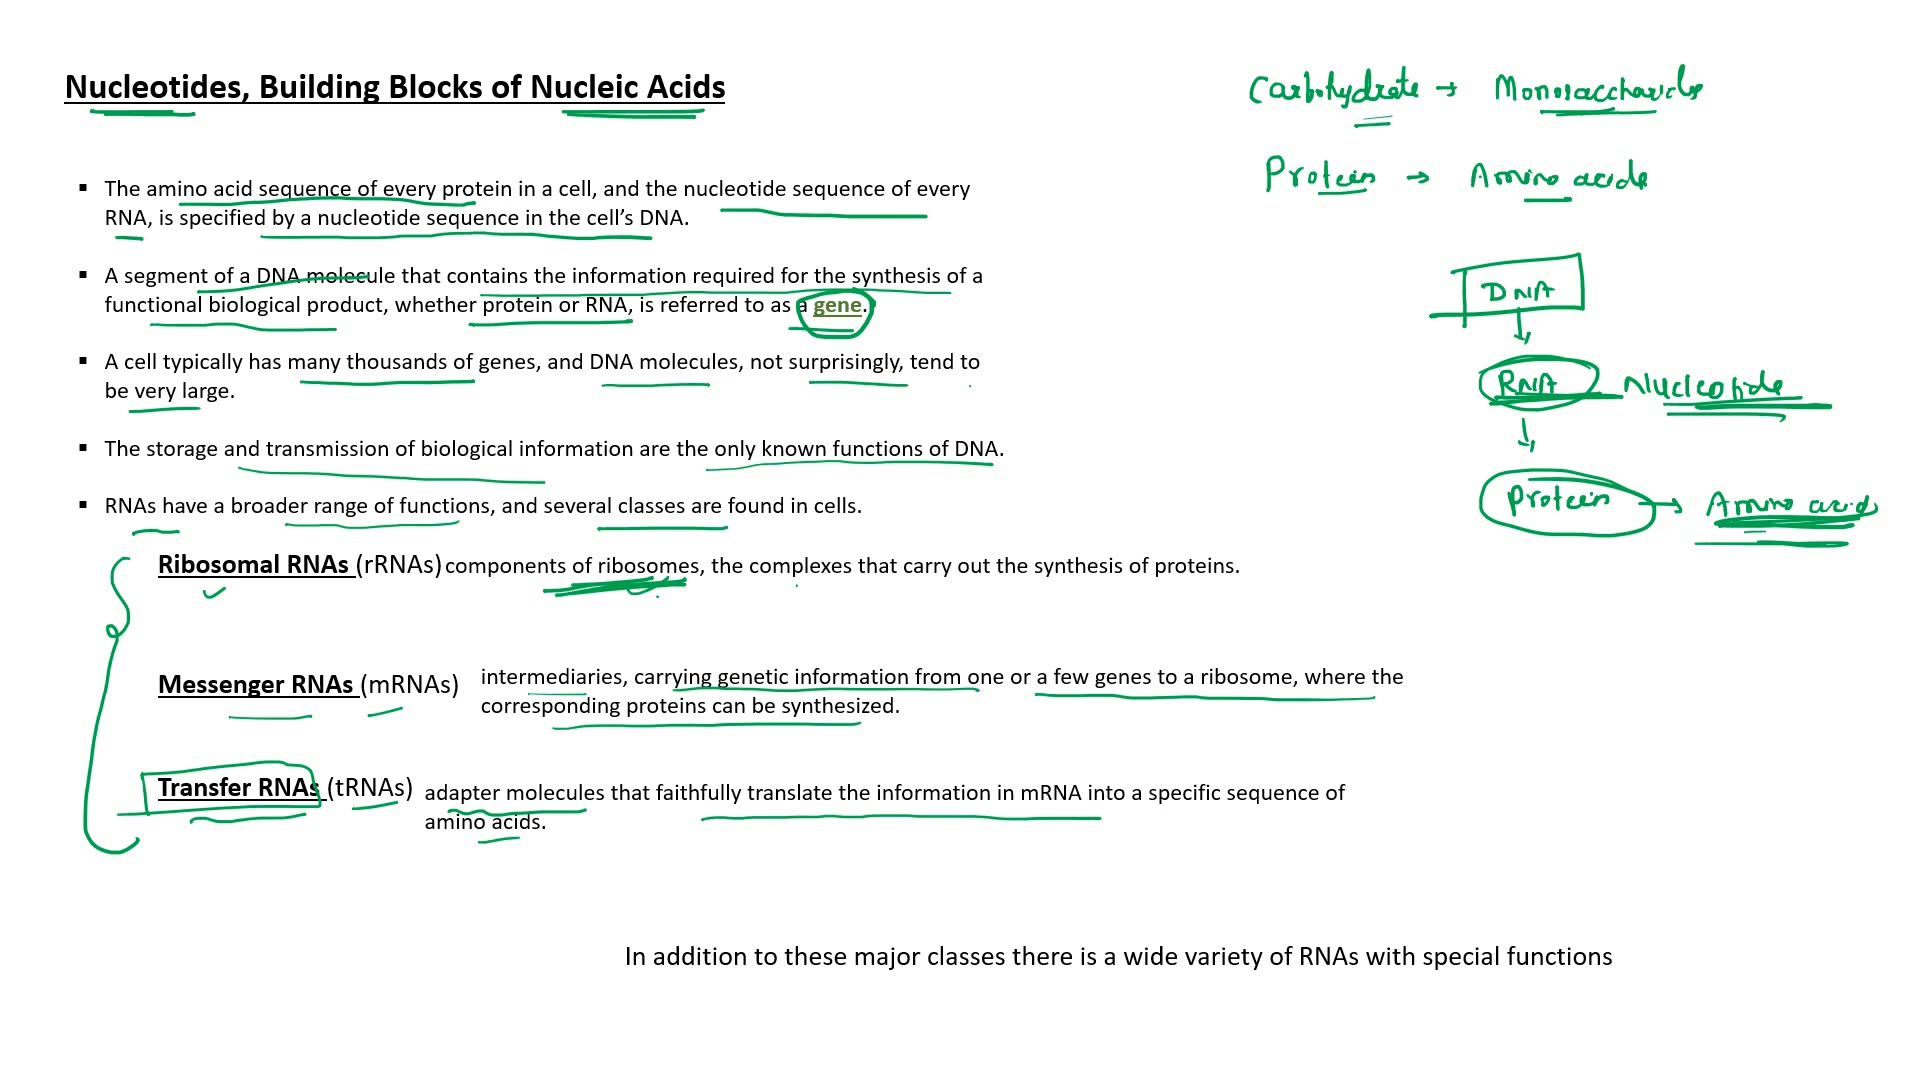 Nucleotides, Building Blocks of Nucleic Acids
▪ The amino acid sequence of every protein in a cell, and the nucleotide sequence of every
RNA, is specified by a nucleotide sequence in the cell’s DNA.
▪ A segment of a DNA molecule that contains the information required for the synthesis of a
functional biological product, whether protein or RNA, is referred to as a gene.
▪ A cell typically has many thousands of genes, and DNA molecules, not surprisingly, tend to
be very large.
▪ The storage and transmission of biological information are the only known functions of DNA.
▪ RNAs have a broader range of functions, and several classes are found in cells.
Ribosomal RNAs (rRNAs) components of ribosomes, the complexes that carry out the synthesis of proteins.
Messenger RNAs (mRNAs) intermediaries, carrying genetic information from one or a few genes to a ribosome, where the
corresponding proteins can be synthesized.
Transfer RNAs (tRNAs) adapter molecules that faithfully translate the information in mRNA into a specific sequence of
amino acids.
In addition to these major classes there is a wide variety of RNAs with special functions
Carbohydrate → Monosaccharide
Protein → Amino acids
DNA
↓
RNA Nucleotide
↓
Protein → Amino acids